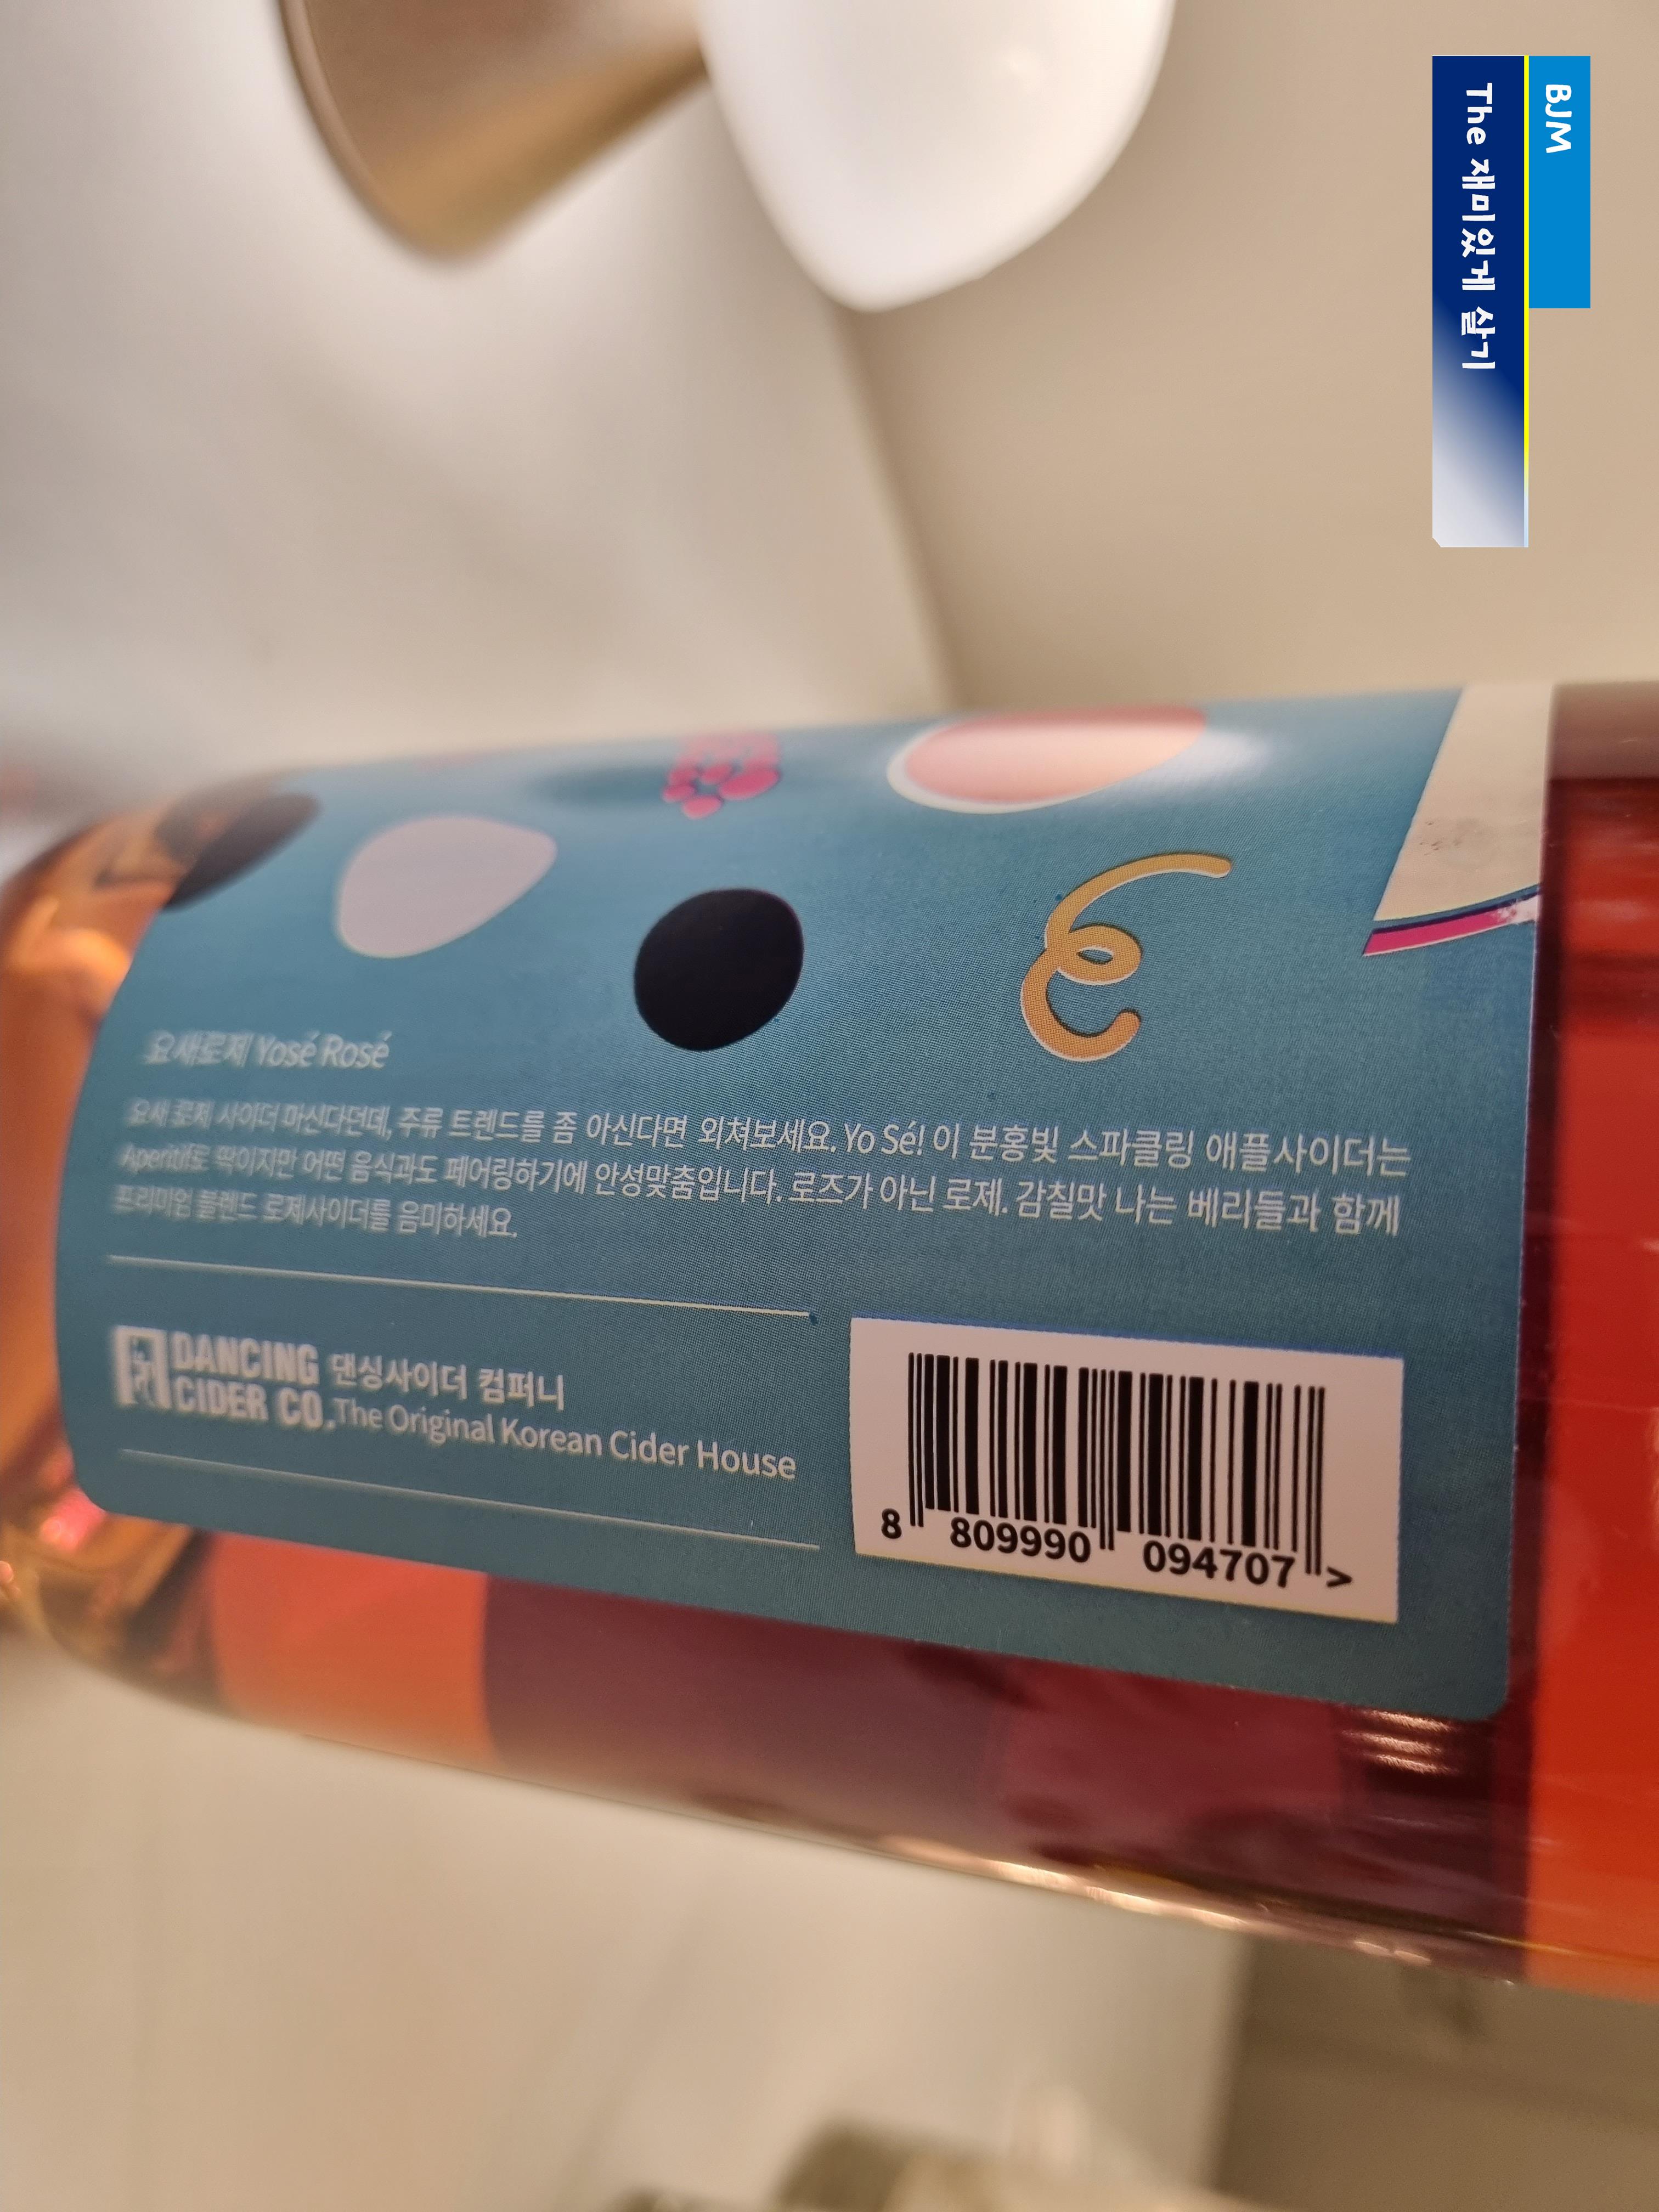 BJM
The 재미있게 삶기
요새로제 Yosé Rosé
요새 로제 사이더 마신다던데, 주류 트렌드를 좀 아신다면 외쳐보세요. Yo Sé! 이 분홍빛 스파클링 애플사이더는
Aperitif로 딱이지만 어떤 음식과도 페어링하기에 안성맞춤입니다. 로즈가 아닌 로제. 감칠맛 나는 베리들과 함께
프리미엄 블렌드 로제사이더를 음미하세요.
DANCING
CIDER CO.
댄싱사이더 컴퍼니
The Original Korean Cider House
8 809990 094707 >